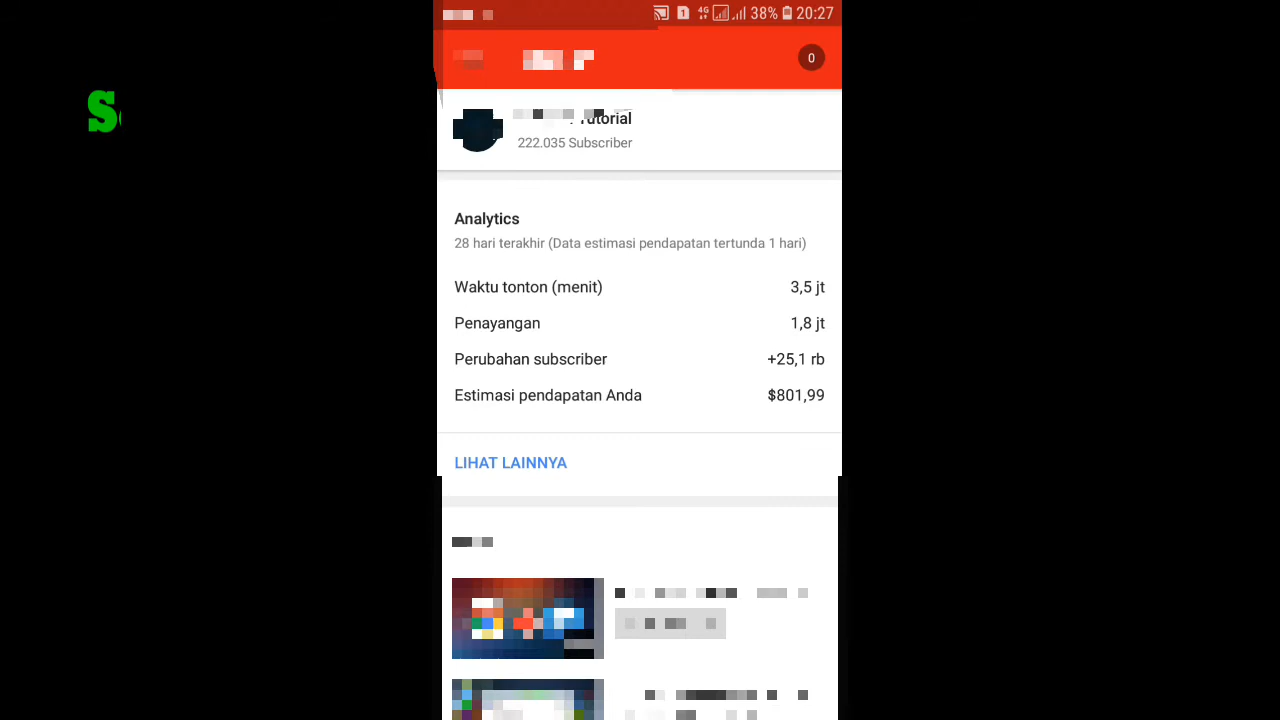 4G 38% 20:27
0
S
Tutorial
222.035 Subscriber
Analytics
28 hari terakhir (Data estimasi pendapatan tertunda 1 hari)
Waktu tonton (menit) 3,5 jt
Penayangan 1,8 jt
Perubahan subscriber +25,1 rb
Estimasi pendapatan Anda $801,99
LIHAT LAINNYA